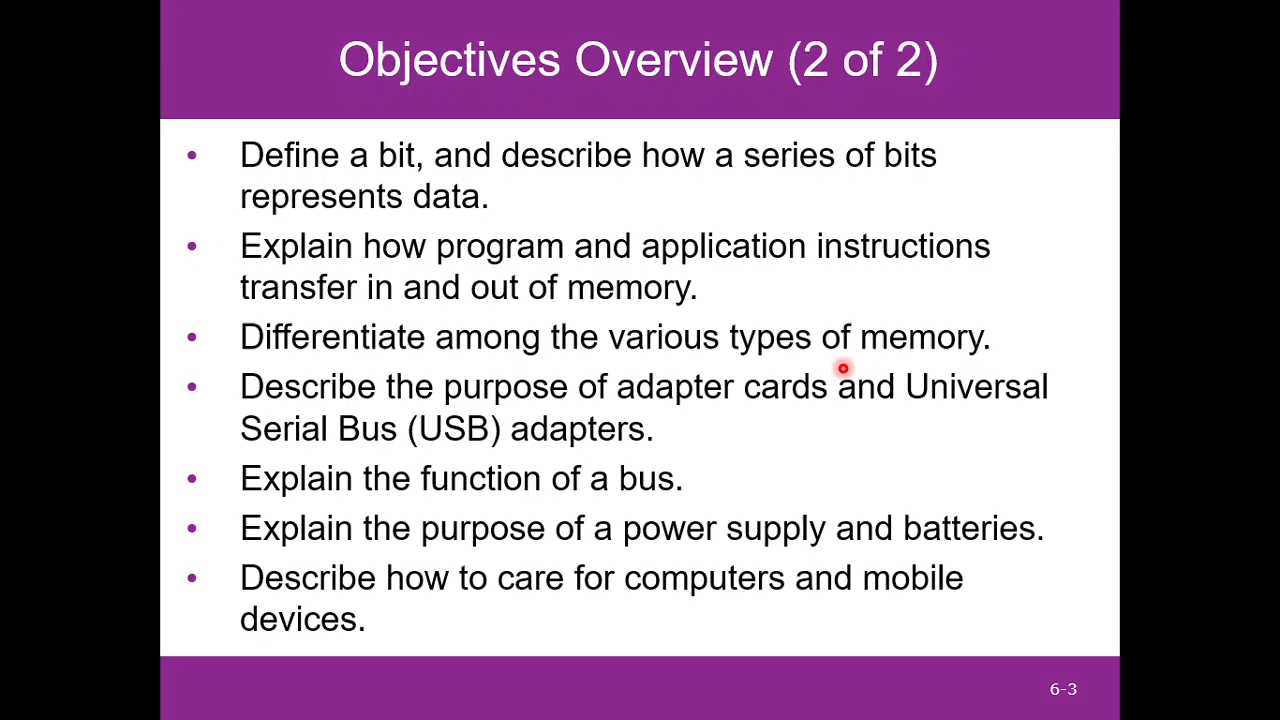 Objectives Overview (2 of 2)
• Define a bit, and describe how a series of bits
represents data.
• Explain how program and application instructions
transfer in and out of memory.
• Differentiate among the various types of memory.
• Describe the purpose of adapter cards and Universal
Serial Bus (USB) adapters.
• Explain the function of a bus.
• Explain the purpose of a power supply and batteries.
• Describe how to care for computers and mobile
devices.
6-3